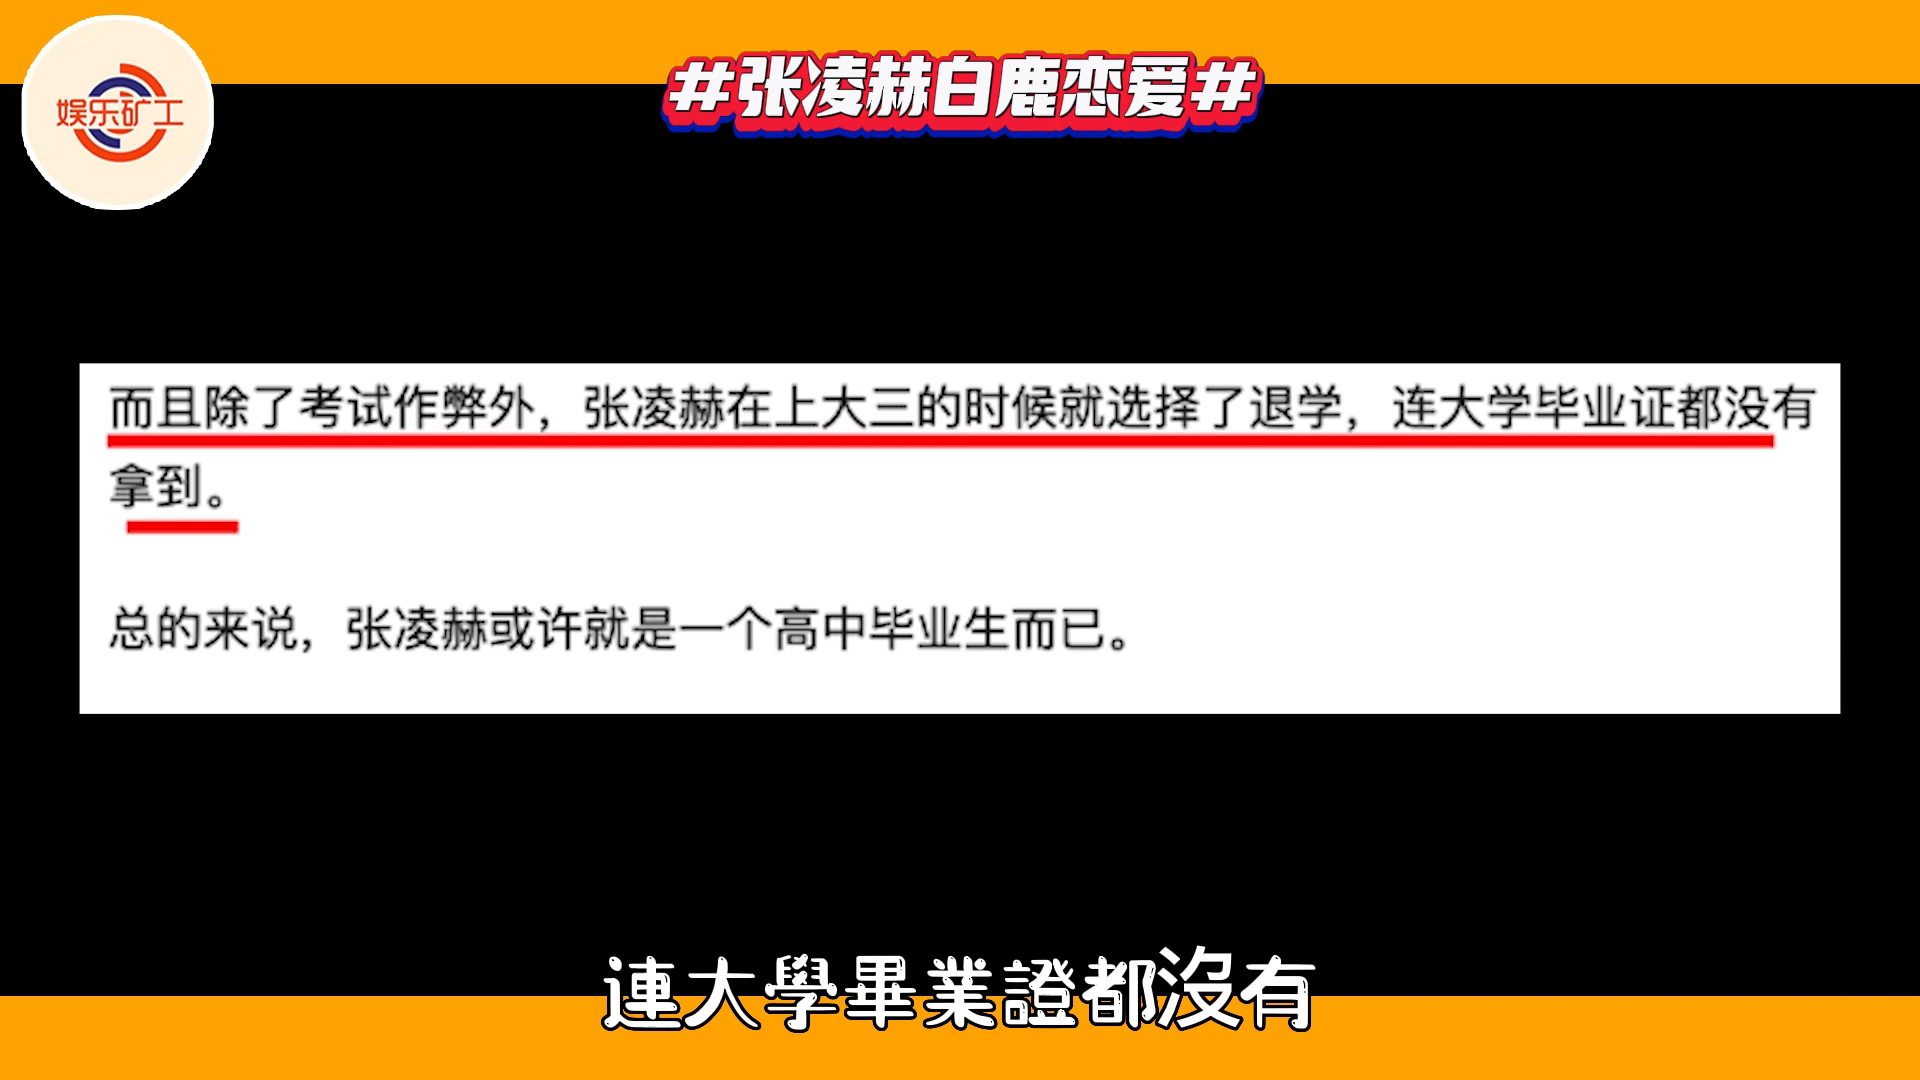 娱乐矿工
#张凌赫白鹿恋爱#
而且除了考试作弊外，张凌赫在上大三的时候就选择了退学，连大学毕业证都没有
拿到。
总的来说，张凌赫或许就是一个高中毕业生而已。
連大學畢業證都沒有